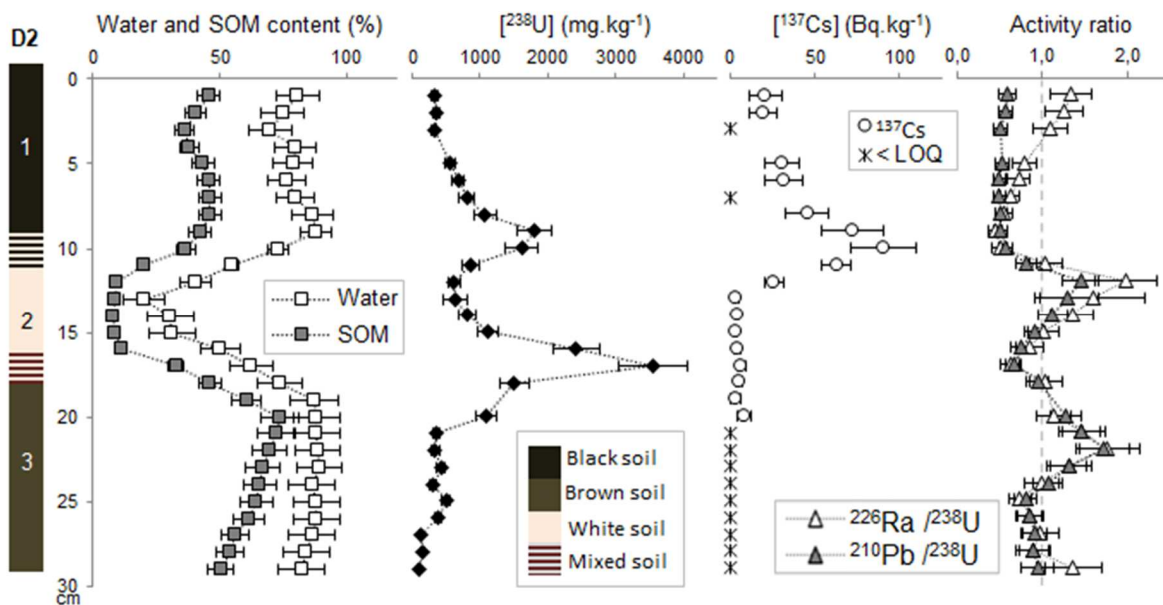 D2
Water and SOM content (%)
[²³⁸U] (mg.kg⁻¹)
[¹³⁷Cs] (Bq.kg⁻¹)
Activity ratio
0 50 100
0 1000 2000 3000 4000
0 50 100
0,0 1,0 2,0
0
5
10
15
20
25
30
cm
1
2
3
Water
SOM
Black soil
Brown soil
White soil
Mixed soil
¹³⁷Cs
< LOQ
²²⁶Ra /²³⁸U
²¹⁰Pb /²³⁸U